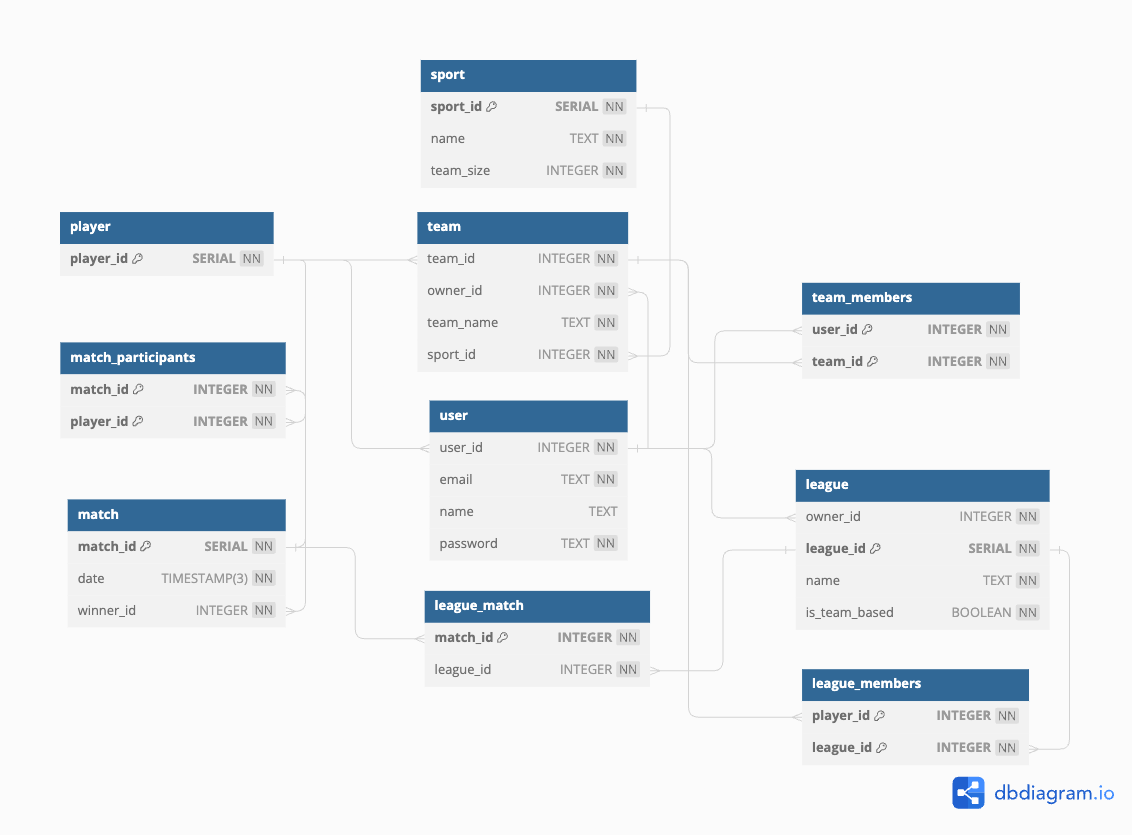 sport
sport_id SERIAL NN
name TEXT NN
team_size INTEGER NN
player
player_id SERIAL NN
team
team_id INTEGER NN
owner_id INTEGER NN
team_name TEXT NN
sport_id INTEGER NN
team_members
user_id INTEGER NN
team_id INTEGER NN
match_participants
match_id INTEGER NN
player_id INTEGER NN
user
user_id INTEGER NN
email TEXT NN
name TEXT
password TEXT NN
league
owner_id INTEGER NN
league_id SERIAL NN
name TEXT NN
is_team_based BOOLEAN NN
match
match_id SERIAL NN
date TIMESTAMP(3) NN
winner_id INTEGER NN
league_match
match_id INTEGER NN
league_id INTEGER NN
league_members
player_id INTEGER NN
league_id INTEGER NN
dbdiagram.io